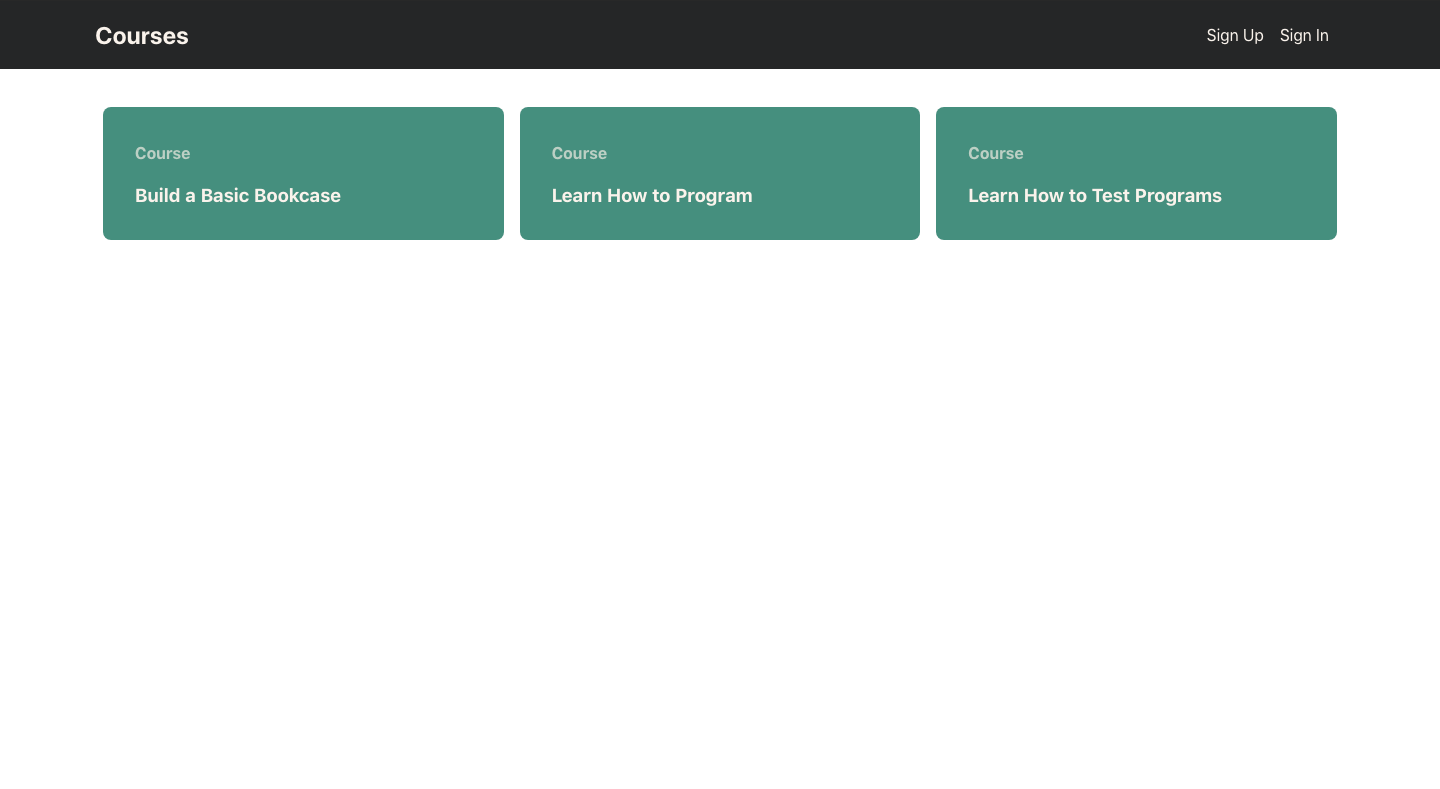 Courses
Sign Up
Sign In
Course
Build a Basic Bookcase
Course
Learn How to Program
Course
Learn How to Test Programs